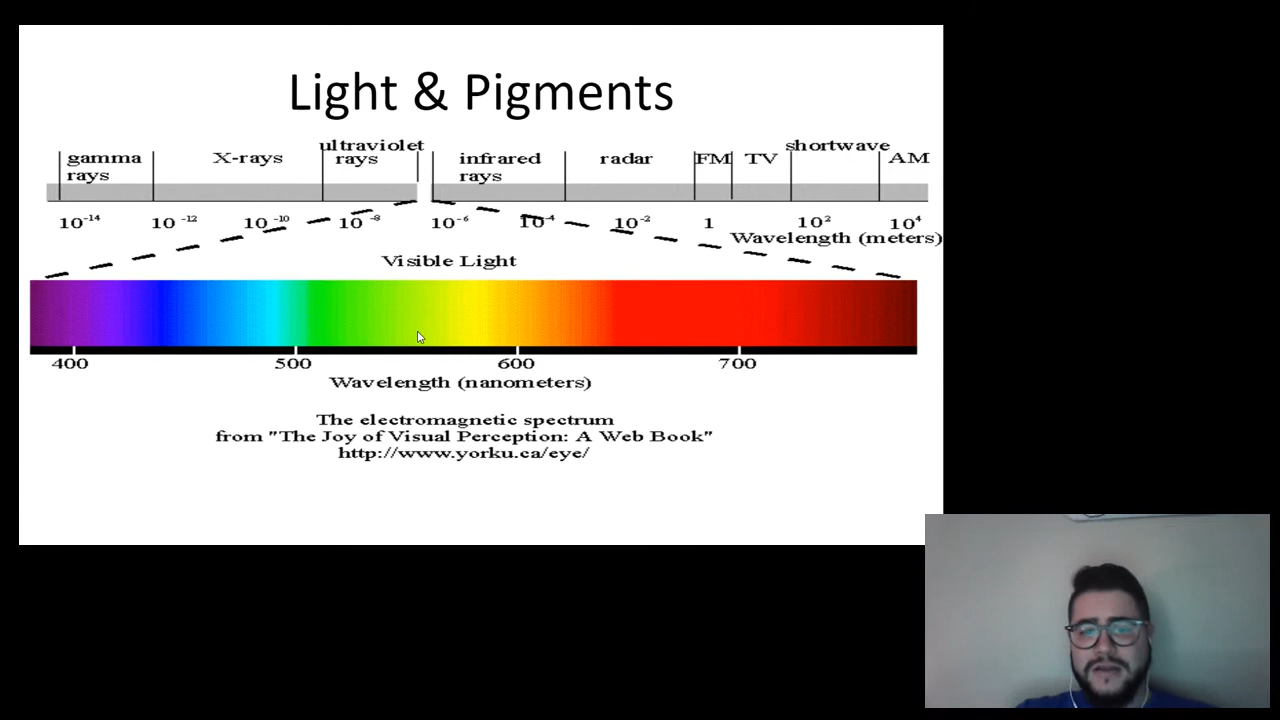 Light & Pigments
gamma rays
X-rays
ultraviolet rays
infrared rays
radar
FM
TV
shortwave
AM
10-14 10-12 10-10 10-8 10-6 10-4 10-2 1 10² 10⁴
Wavelength (meters)
Visible Light
400 500 600 700
Wavelength (nanometers)
The electromagnetic spectrum
from "The Joy of Visual Perception: A Web Book"
http://www.yorku.ca/eye/